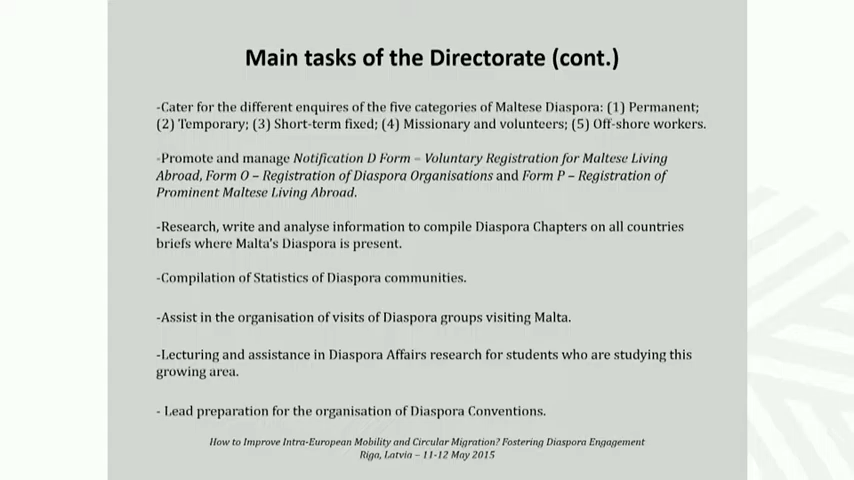 Main tasks of the Directorate (cont.)
-Cater for the different enquires of the five categories of Maltese Diaspora: (1) Permanent;
(2) Temporary; (3) Short-term fixed; (4) Missionary and volunteers; (5) Off-shore workers.
-Promote and manage Notification D Form – Voluntary Registration for Maltese Living
Abroad, Form O – Registration of Diaspora Organisations and Form P – Registration of
Prominent Maltese Living Abroad.
-Research, write and analyse information to compile Diaspora Chapters on all countries
briefs where Malta's Diaspora is present.
-Compilation of Statistics of Diaspora communities.
-Assist in the organisation of visits of Diaspora groups visiting Malta.
-Lecturing and assistance in Diaspora Affairs research for students who are studying this
growing area.
- Lead preparation for the organisation of Diaspora Conventions.
How to Improve Intra-European Mobility and Circular Migration? Fostering Diaspora Engagement
Riga, Latvia – 11-12 May 2015